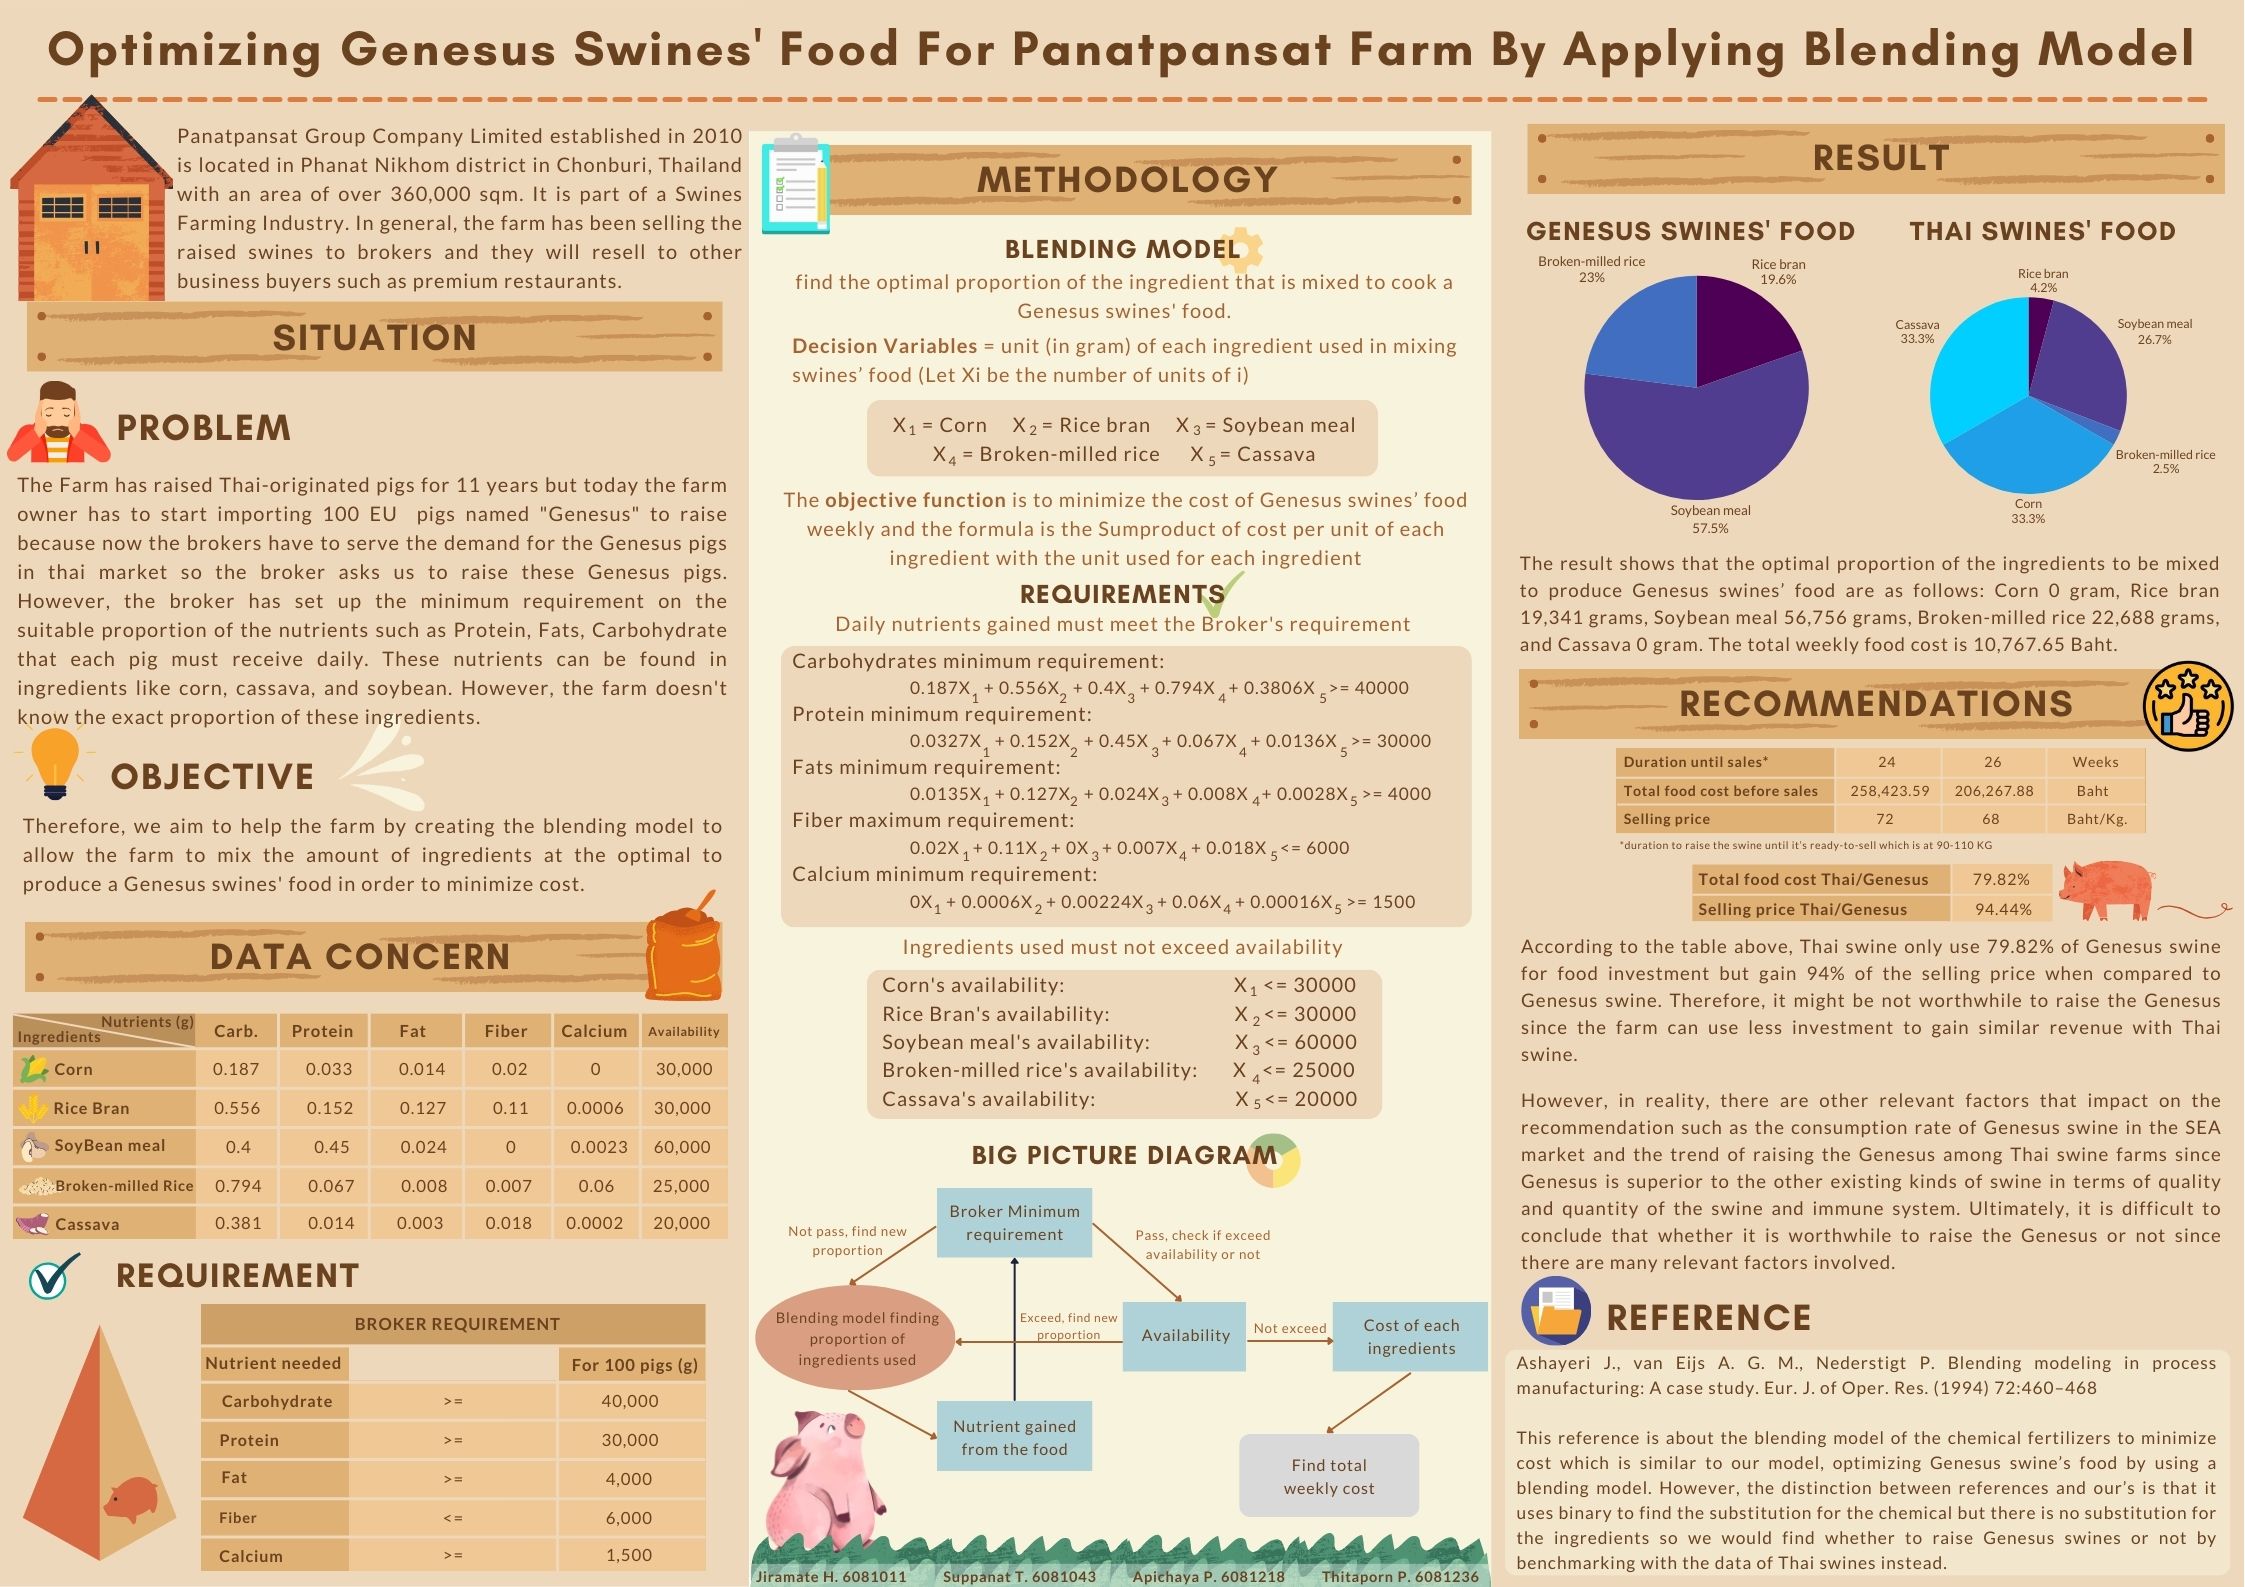 Optimizing Genesus Swines' Food For Panatpansat Farm By Applying Blending Model
Panatpansat Group Company Limited established in 2010
is located in Phanat Nikhom district in Chonburi, Thailand
with an area of over 360,000 sqm. It is part of a Swines
Farming Industry. In general, the farm has been selling the
raised swines to brokers and they will resell to other
business buyers such as premium restaurants.
SITUATION
PROBLEM
The Farm has raised Thai-originated pigs for 11 years but today the farm
owner has to start importing 100 EU pigs named "Genesus" to raise
because now the brokers have to serve the demand for the Genesus pigs
in thai market so the broker asks us to raise these Genesus pigs.
However, the broker has set up the minimum requirement on the
suitable proportion of the nutrients such as Protein, Fats, Carbohydrate
that each pig must receive daily. These nutrients can be found in
ingredients like corn, cassava, and soybean. However, the farm doesn't
know the exact proportion of these ingredients.
OBJECTIVE
Therefore, we aim to help the farm by creating the blending model to
allow the farm to mix the amount of ingredients at the optimal to
produce a Genesus swines' food in order to minimize cost.
DATA CONCERN
Nutrients (g) Ingredients Carb. Protein Fat Fiber Calcium Availability
Corn 0.187 0.033 0.014 0.02 0 30,000
Rice Bran 0.556 0.152 0.127 0.11 0.0006 30,000
SoyBean meal 0.4 0.45 0.024 0 0.0023 60,000
Broken-milled Rice 0.794 0.067 0.008 0.007 0.06 25,000
Cassava 0.381 0.014 0.003 0.018 0.0002 20,000
REQUIREMENT
BROKER REQUIREMENT
Nutrient needed For 100 pigs (g)
Carbohydrate >= 40,000
Protein >= 30,000
Fat >= 4,000
Fiber <= 6,000
Calcium >= 1,500
METHODOLOGY
BLENDING MODEL
find the optimal proportion of the ingredient that is mixed to cook a
Genesus swines' food.
Decision Variables = unit (in gram) of each ingredient used in mixing
swines’ food (Let Xi be the number of units of i)
X1 = Corn X2 = Rice bran X3 = Soybean meal
X4 = Broken-milled rice X5 = Cassava
The objective function is to minimize the cost of Genesus swines’ food
weekly and the formula is the Sumproduct of cost per unit of each
ingredient with the unit used for each ingredient
REQUIREMENTS
Daily nutrients gained must meet the Broker's requirement
Carbohydrates minimum requirement:
0.187X1 + 0.556X2 + 0.4X3 + 0.794X4 + 0.3806X5 >= 40000
Protein minimum requirement:
0.0327X1 + 0.152X2 + 0.45X3 + 0.067X4 + 0.0136X5 >= 30000
Fats minimum requirement:
0.0135X1 + 0.127X2 + 0.024X3 + 0.008X4 + 0.0028X5 >= 4000
Fiber maximum requirement:
0.02X1 + 0.11X2 + 0X3 + 0.007X4 + 0.018X5 <= 6000
Calcium minimum requirement:
0X1 + 0.0006X2 + 0.00224X3 + 0.06X4 + 0.00016X5 >= 1500
Ingredients used must not exceed availability
Corn's availability: X1 <= 30000
Rice Bran's availability: X2 <= 30000
Soybean meal's availability: X3 <= 60000
Broken-milled rice's availability: X4 <= 25000
Cassava's availability: X5 <= 20000
BIG PICTURE DIAGRAM
Broker Minimum
requirement
Not pass, find new
proportion
Pass, check if exceed
availability or not
Blending model finding
proportion of
ingredients used
Exceed, find new
proportion
Availability
Not exceed
Cost of each
ingredients
Nutrient gained
from the food
Find total
weekly cost
Jiramate H. 6081011 Suppanat T. 6081043 Apichaya P. 6081218 Thitaporn P. 6081236
RESULT
GENESUS SWINES' FOOD
Broken-milled rice
23%
Rice bran
19.6%
Soybean meal
57.5%
THAI SWINES' FOOD
Rice bran
4.2%
Cassava
33.3%
Soybean meal
26.7%
Broken-milled rice
2.5%
Corn
33.3%
The result shows that the optimal proportion of the ingredients to be mixed
to produce Genesus swines’ food are as follows: Corn 0 gram, Rice bran
19,341 grams, Soybean meal 56,756 grams, Broken-milled rice 22,688 grams,
and Cassava 0 gram. The total weekly food cost is 10,767.65 Baht.
RECOMMENDATIONS
Duration until sales* 24 26 Weeks
Total food cost before sales 258,423.59 206,267.88 Baht
Selling price 72 68 Baht/Kg.
*duration to raise the swine until it’s ready-to-sell which is at 90-110 KG
Total food cost Thai/Genesus 79.82%
Selling price Thai/Genesus 94.44%
According to the table above, Thai swine only use 79.82% of Genesus swine
for food investment but gain 94% of the selling price when compared to
Genesus swine. Therefore, it might be not worthwhile to raise the Genesus
since the farm can use less investment to gain similar revenue with Thai
swine.
However, in reality, there are other relevant factors that impact on the
recommendation such as the consumption rate of Genesus swine in the SEA
market and the trend of raising the Genesus among Thai swine farms since
Genesus is superior to the other existing kinds of swine in terms of quality
and quantity of the swine and immune system. Ultimately, it is difficult to
conclude that whether it is worthwhile to raise the Genesus or not since
there are many relevant factors involved.
REFERENCE
Ashayeri J., van Eijs A. G. M., Nederstigt P. Blending modeling in process
manufacturing: A case study. Eur. J. of Oper. Res. (1994) 72:460–468
This reference is about the blending model of the chemical fertilizers to minimize
cost which is similar to our model, optimizing Genesus swine’s food by using a
blending model. However, the distinction between references and our’s is that it
uses binary to find the substitution for the chemical but there is no substitution for
the ingredients so we would find whether to raise Genesus swines or not by
benchmarking with the data of Thai swines instead.